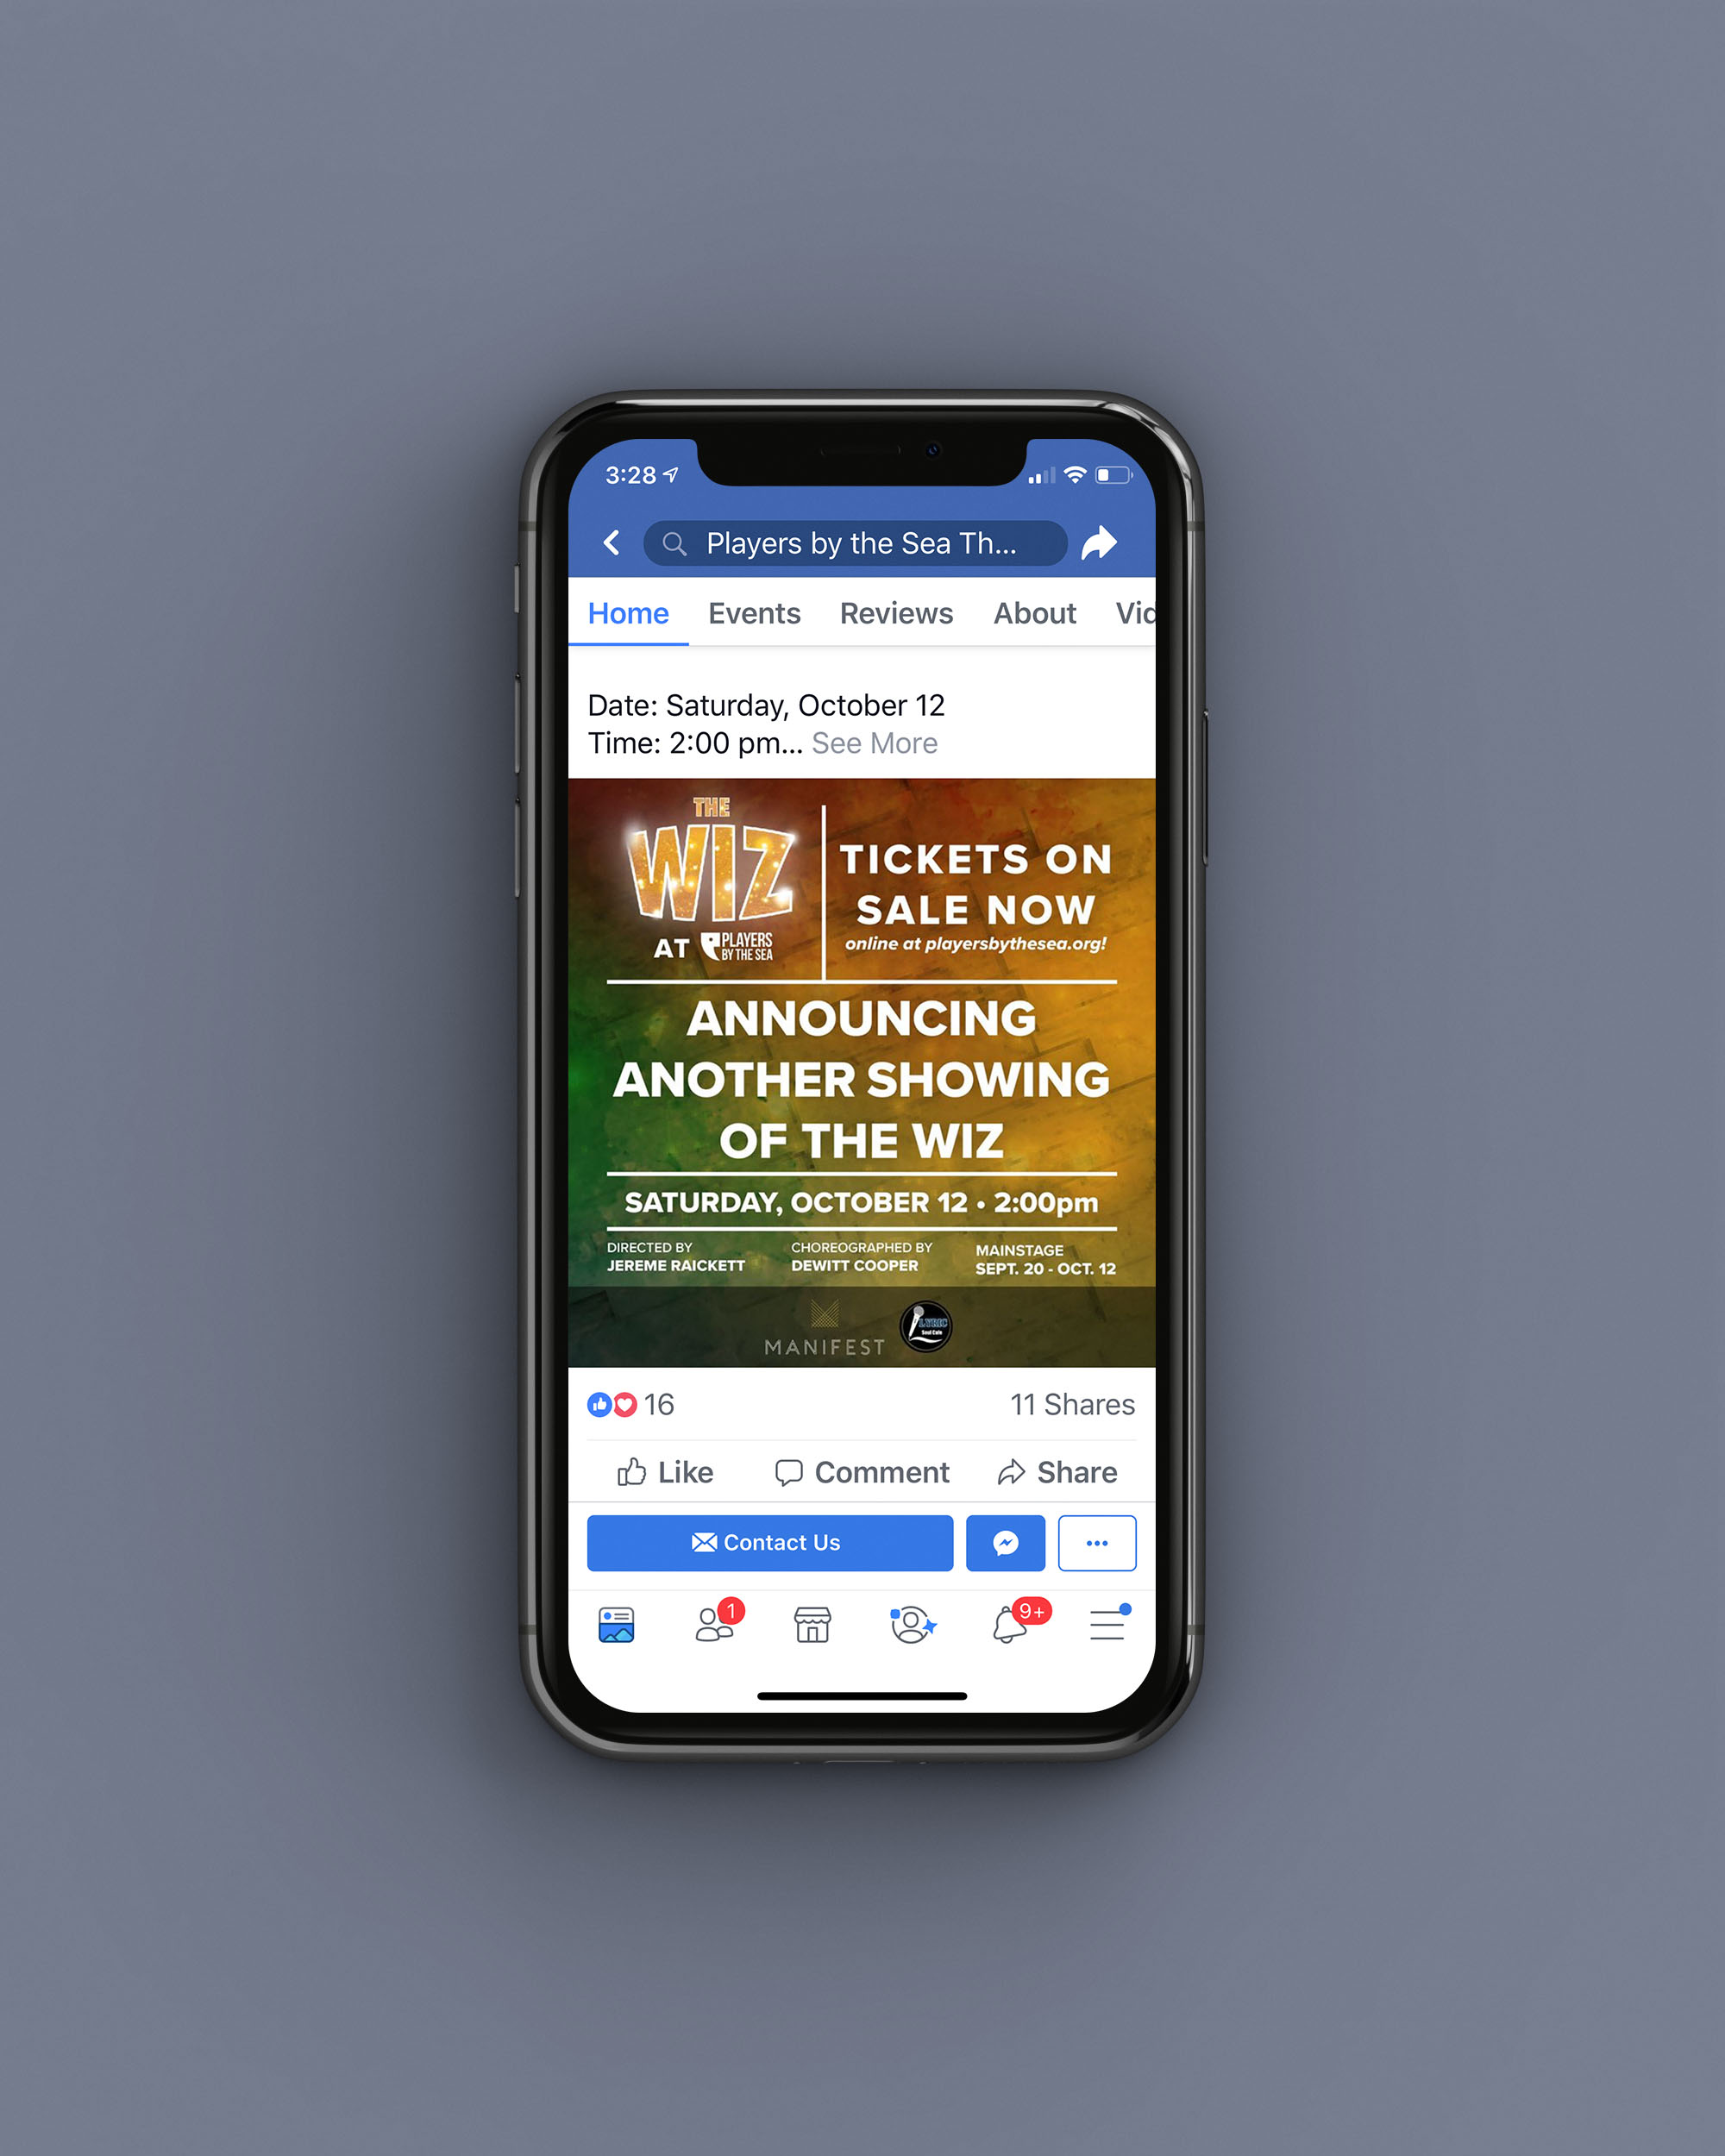 3:28
Players by the Sea Th...
Home Events Reviews About Vid
Date: Saturday, October 12
Time: 2:00 pm... See More
THE
WIZ
AT PLAYERS
BY THE SEA
TICKETS ON
SALE NOW
online at playersbythesea.org!
ANNOUNCING
ANOTHER SHOWING
OF THE WIZ
SATURDAY, OCTOBER 12 • 2:00pm
DIRECTED BY
JEREME RAICKETT
CHOREOGRAPHED BY
DEWITT COOPER
MAINSTAGE
SEPT. 20 - OCT. 12
MANIFEST
LYRIC
Soul Cafe
16 11 Shares
Like Comment Share
Contact Us
1 9+